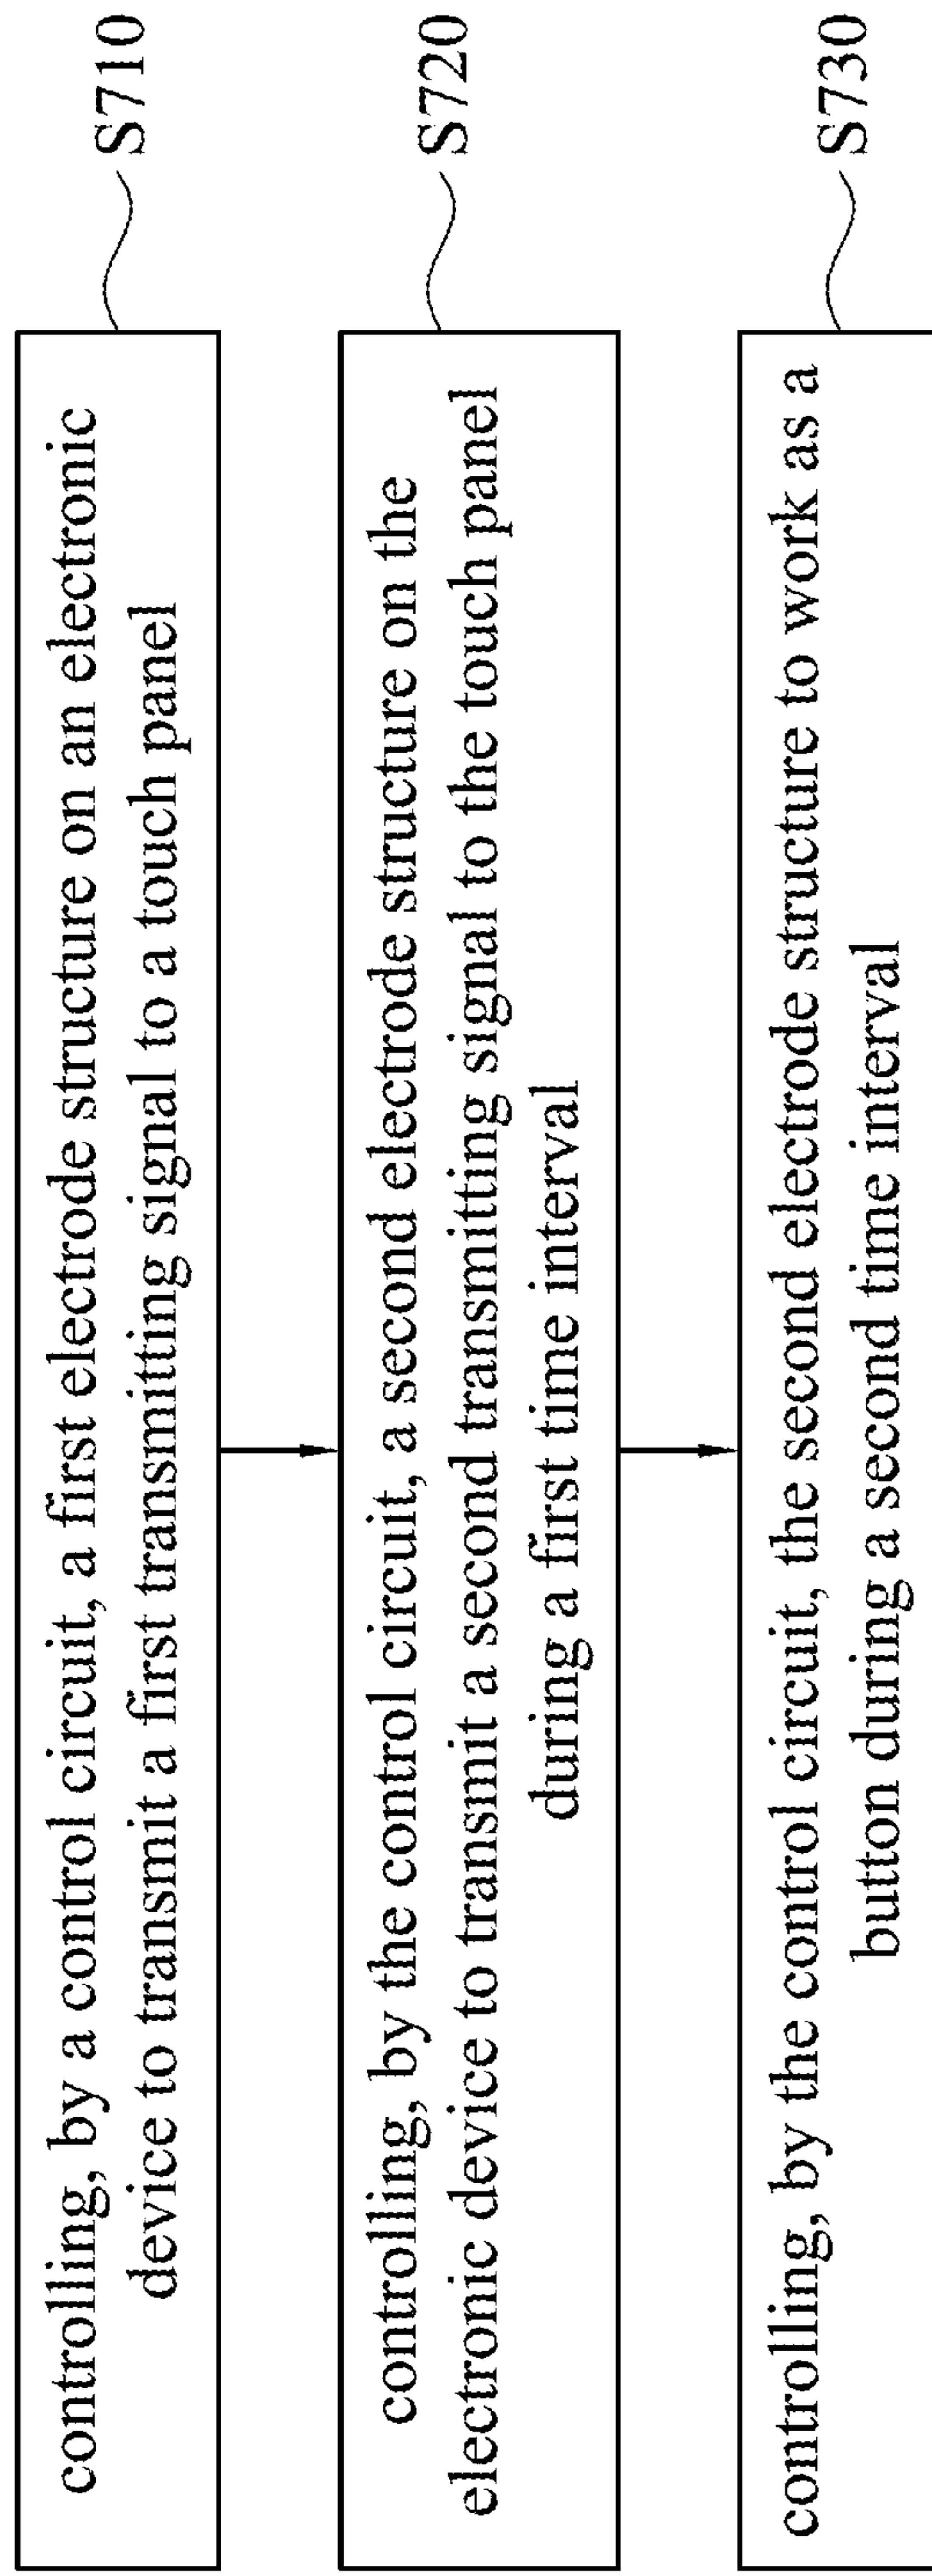 controlling, by a control circuit, a first electrode structure on an electronic
device to transmit a first transmitting signal to a touch panel
S710
controlling, by the control circuit, a second electrode structure on the
electronic device to transmit a second transmitting signal to the touch panel
during a first time interval
S720
controlling, by the control circuit, the second electrode structure to work as a
button during a second time interval
S730